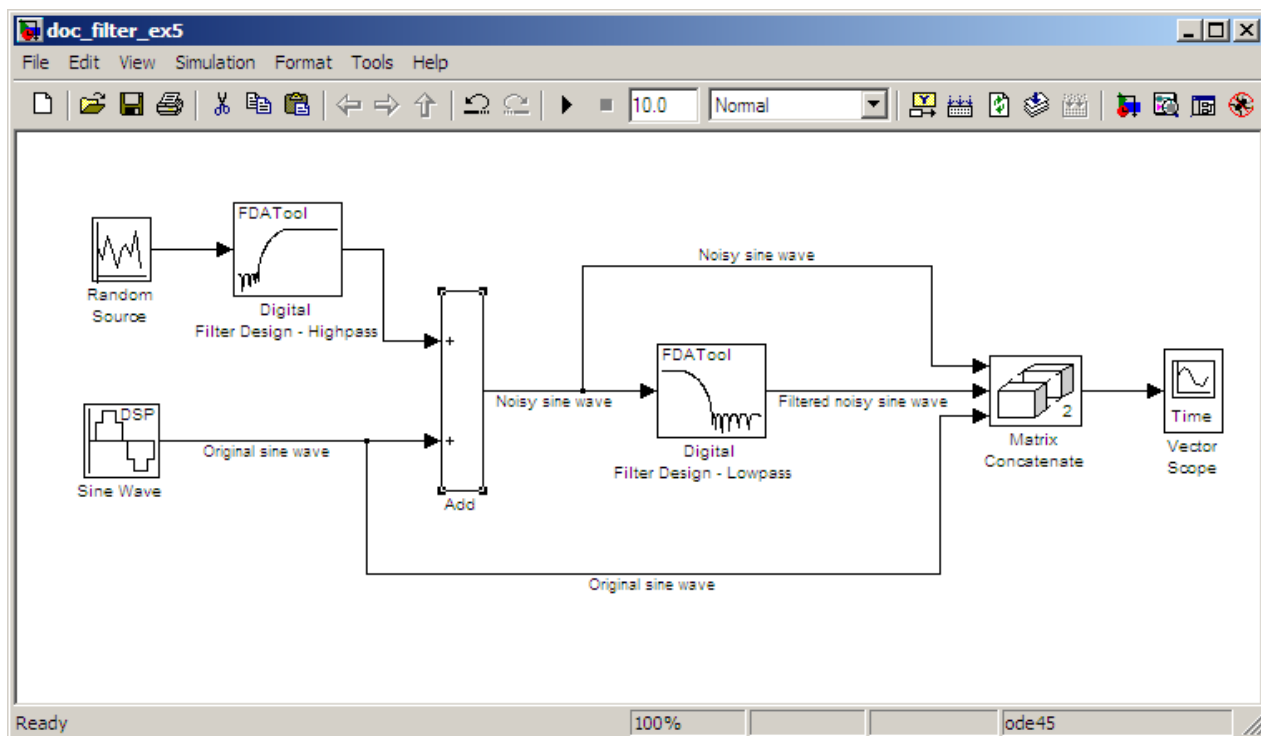 doc_filter_ex5
File Edit View Simulation Format Tools Help
10.0 Normal
FDATool
Random
Source
Digital
Filter Design - Highpass
Noisy sine wave
+
FDATool
Noisy sine wave
Filtered noisy sine wave
Digital
Filter Design - Lowpass
2
Matrix
Concatenate
Time
Vector
Scope
DSP
Original sine wave
+
Sine Wave
Add
Original sine wave
Ready 100% ode45